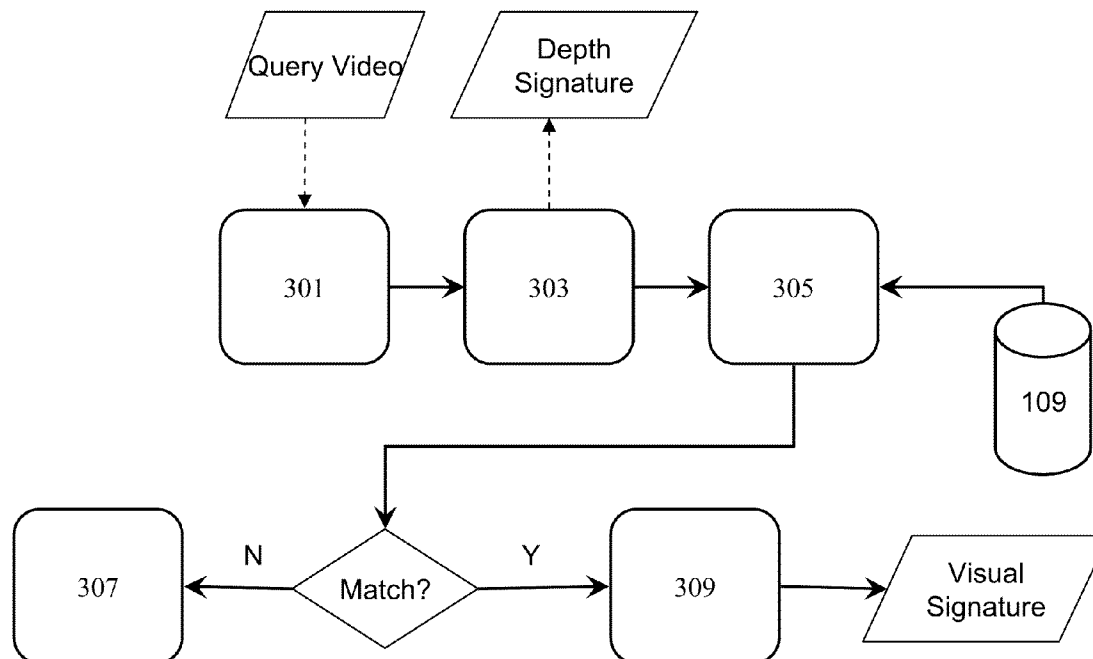 Query Video
Depth
Signature
301
303
305
109
N
Y
307
Match?
309
Visual
Signature